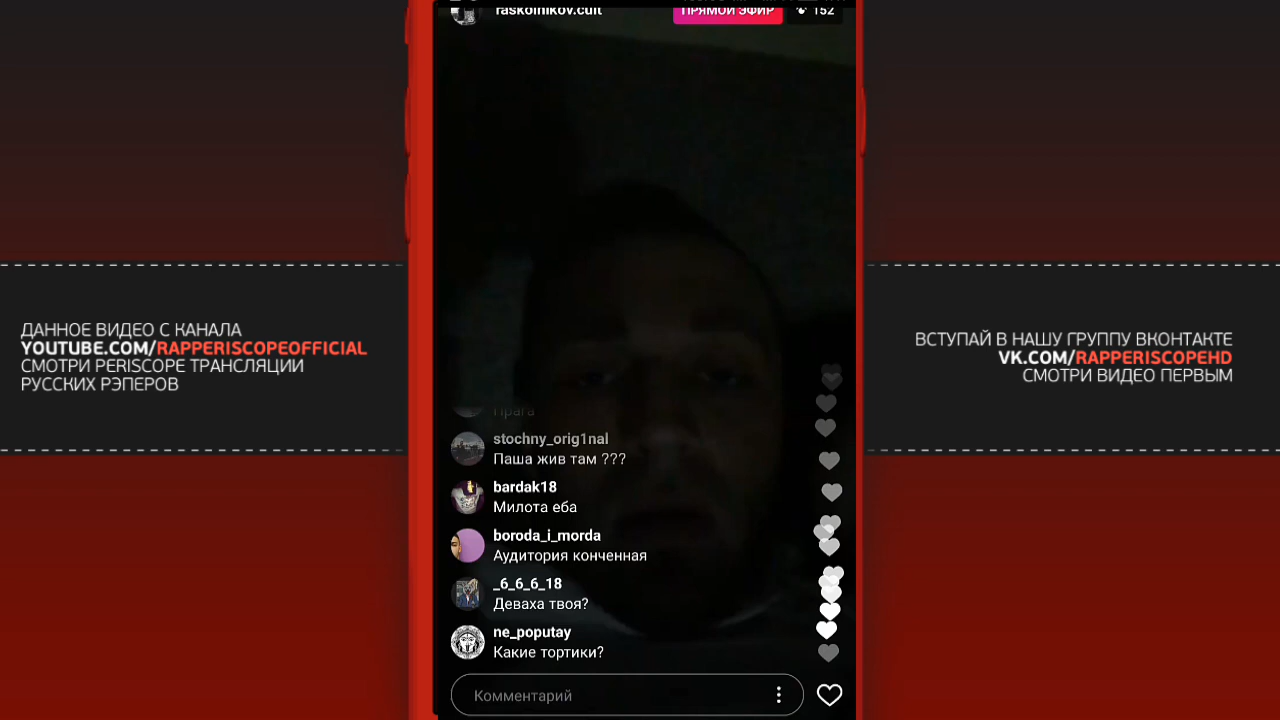 raskolnikov.cult
ПРЯМОЙ ЭФИР
152
ДАННОЕ ВИДЕО С КАНАЛА
YOUTUBE.COM/RAPPERISCOPEOFFICIAL
СМОТРИ PERISCOPE ТРАНСЛЯЦИИ
РУССКИХ РЭПЕРОВ
ВСТУПАЙ В НАШУ ГРУППУ ВКОНТАКТЕ
VK.COM/RAPPERISCOPEHD
СМОТРИ ВИДЕО ПЕРВЫМ
Прага
stochny_orig1nal
Паша жив там ???
bardak18
Милота еба
boroda_i_morda
Аудитория конченная
_6_6_6_18
Деваха твоя?
ne_poputay
Какие тортики?
Комментарий